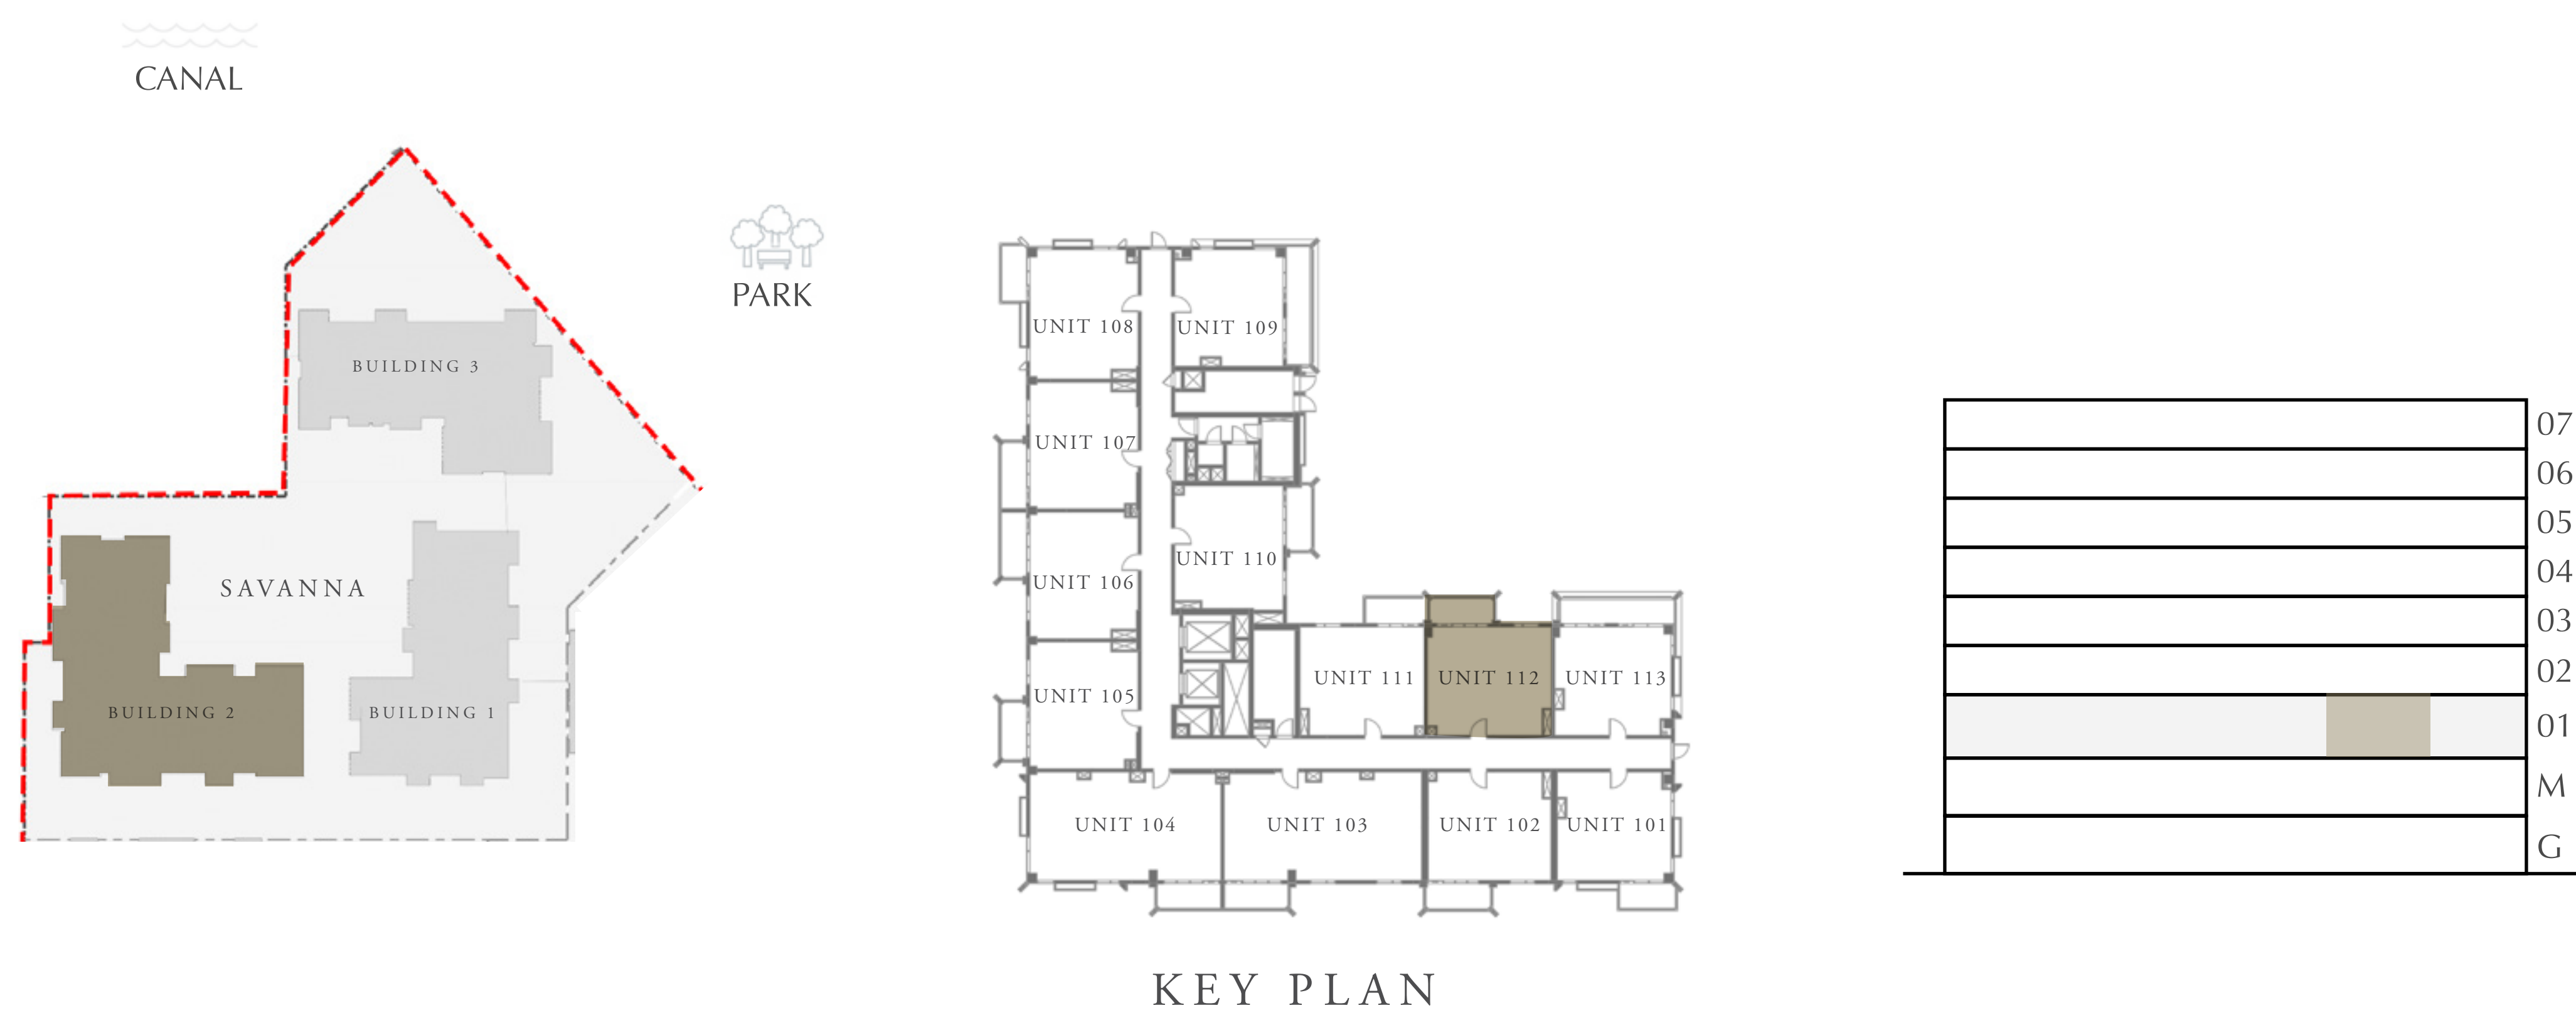 CANAL
PARK
BUILDING 3
SAVANNA
BUILDING 2
BUILDING 1
UNIT 108
UNIT 109
UNIT 107
UNIT 110
UNIT 106
UNIT 105
UNIT 111
UNIT 112
UNIT 113
UNIT 104
UNIT 103
UNIT 102
UNIT 101
KEY PLAN
07
06
05
04
03
02
01
M
G